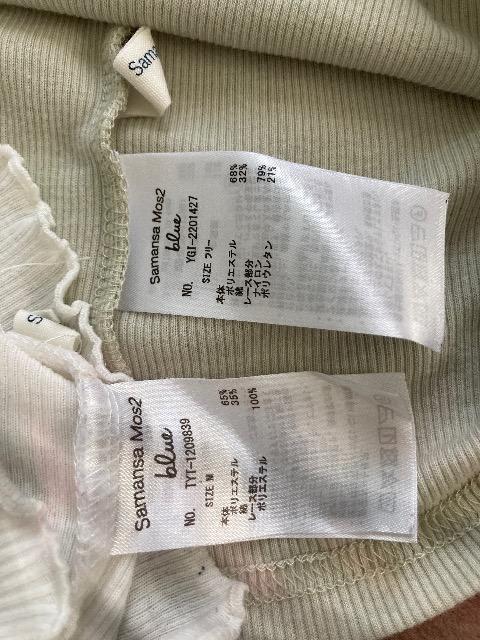 Sam
Samansa Mos2
blue
NO. YGI-2201427
SIZE フリー
本体
ポリエステル 68%
綿 32%
レース部分
ナイロン 79%
ポリウレタン 21%
S
Samansa Mos2
blue
NO. TYT-1209839
SIZE M
本体
ポリエステル 65%
綿 35%
レース部分
ポリエステル 100%